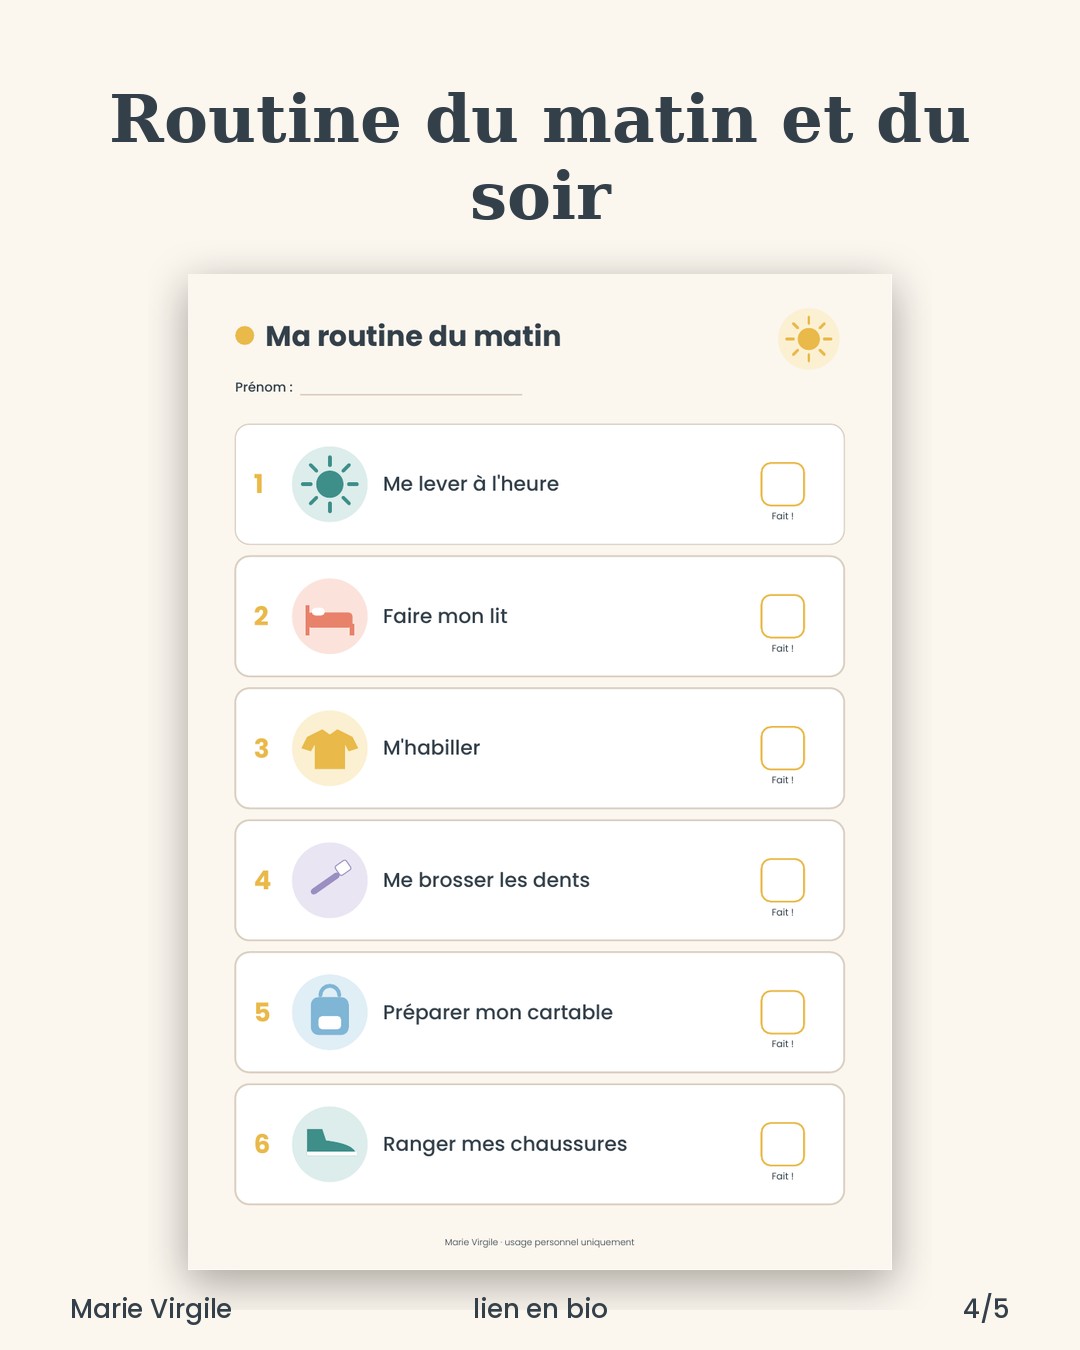 Routine du matin et du
soir
Ma routine du matin
Prénom :
1 Me lever à l'heure
Fait !
2 Faire mon lit
Fait !
3 M'habiller
Fait !
4 Me brosser les dents
Fait !
5 Préparer mon cartable
Fait !
6 Ranger mes chaussures
Fait !
Marie Virgile · usage personnel uniquement
Marie Virgile lien en bio 4/5